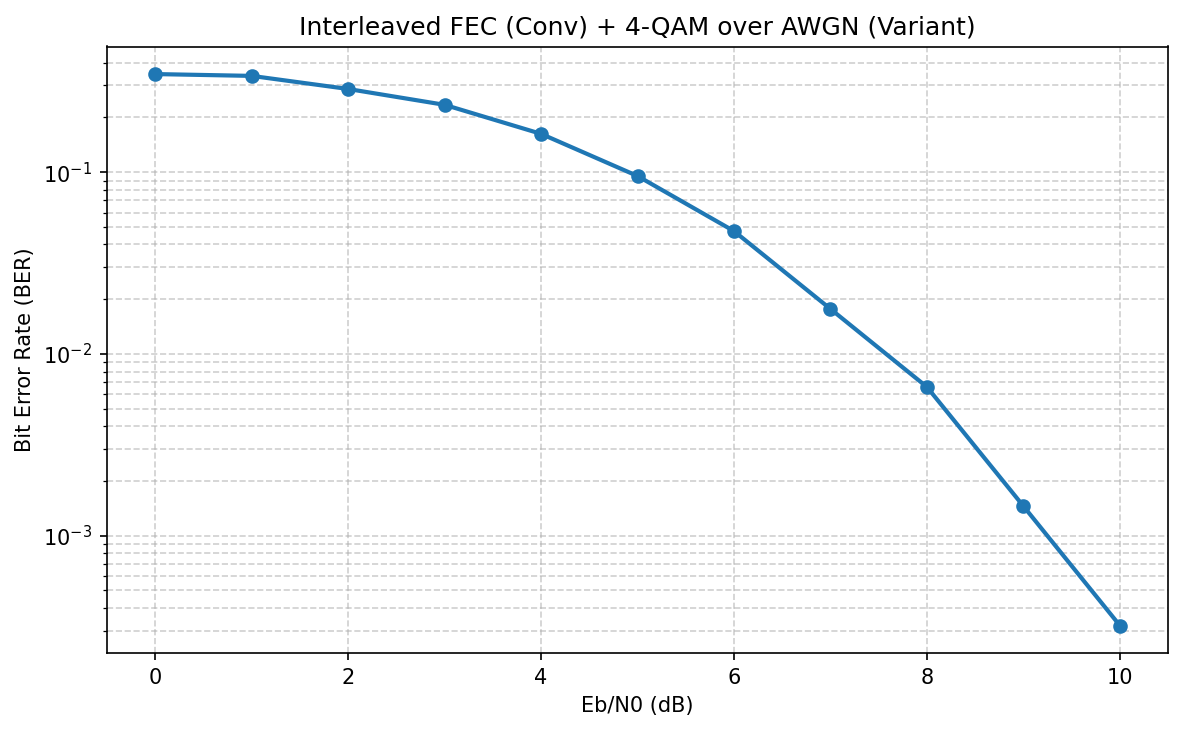 Interleaved FEC (Conv) + 4-QAM over AWGN (Variant)
Bit Error Rate (BER)
10⁻¹
10⁻²
10⁻³
0 2 4 6 8 10
Eb/N0 (dB)